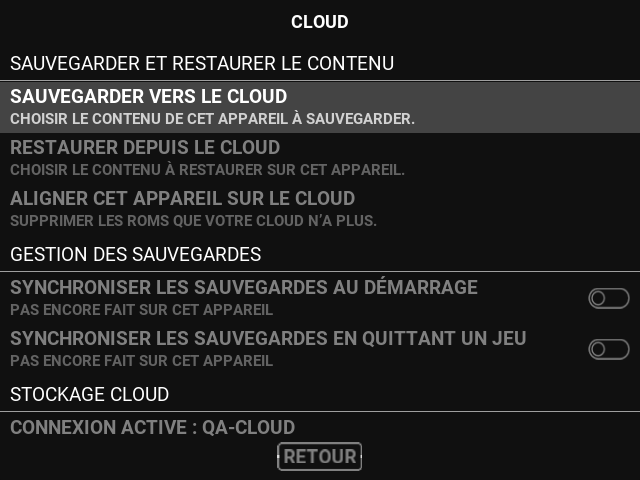 CLOUD
SAUVEGARDER ET RESTAURER LE CONTENU
SAUVEGARDER VERS LE CLOUD
CHOISIR LE CONTENU DE CET APPAREIL À SAUVEGARDER.
RESTAURER DEPUIS LE CLOUD
CHOISIR LE CONTENU À RESTAURER SUR CET APPAREIL.
ALIGNER CET APPAREIL SUR LE CLOUD
SUPPRIMER LES ROMS QUE VOTRE CLOUD N’A PLUS.
GESTION DES SAUVEGARDES
SYNCHRONISER LES SAUVEGARDES AU DÉMARRAGE
PAS ENCORE FAIT SUR CET APPAREIL
SYNCHRONISER LES SAUVEGARDES EN QUITTANT UN JEU
PAS ENCORE FAIT SUR CET APPAREIL
STOCKAGE CLOUD
CONNEXION ACTIVE : QA-CLOUD
RETOUR